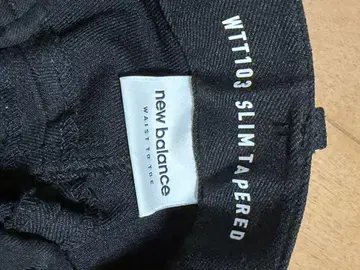 WTT103 SLIM TAPERED
new balance
WAIST TO TOE